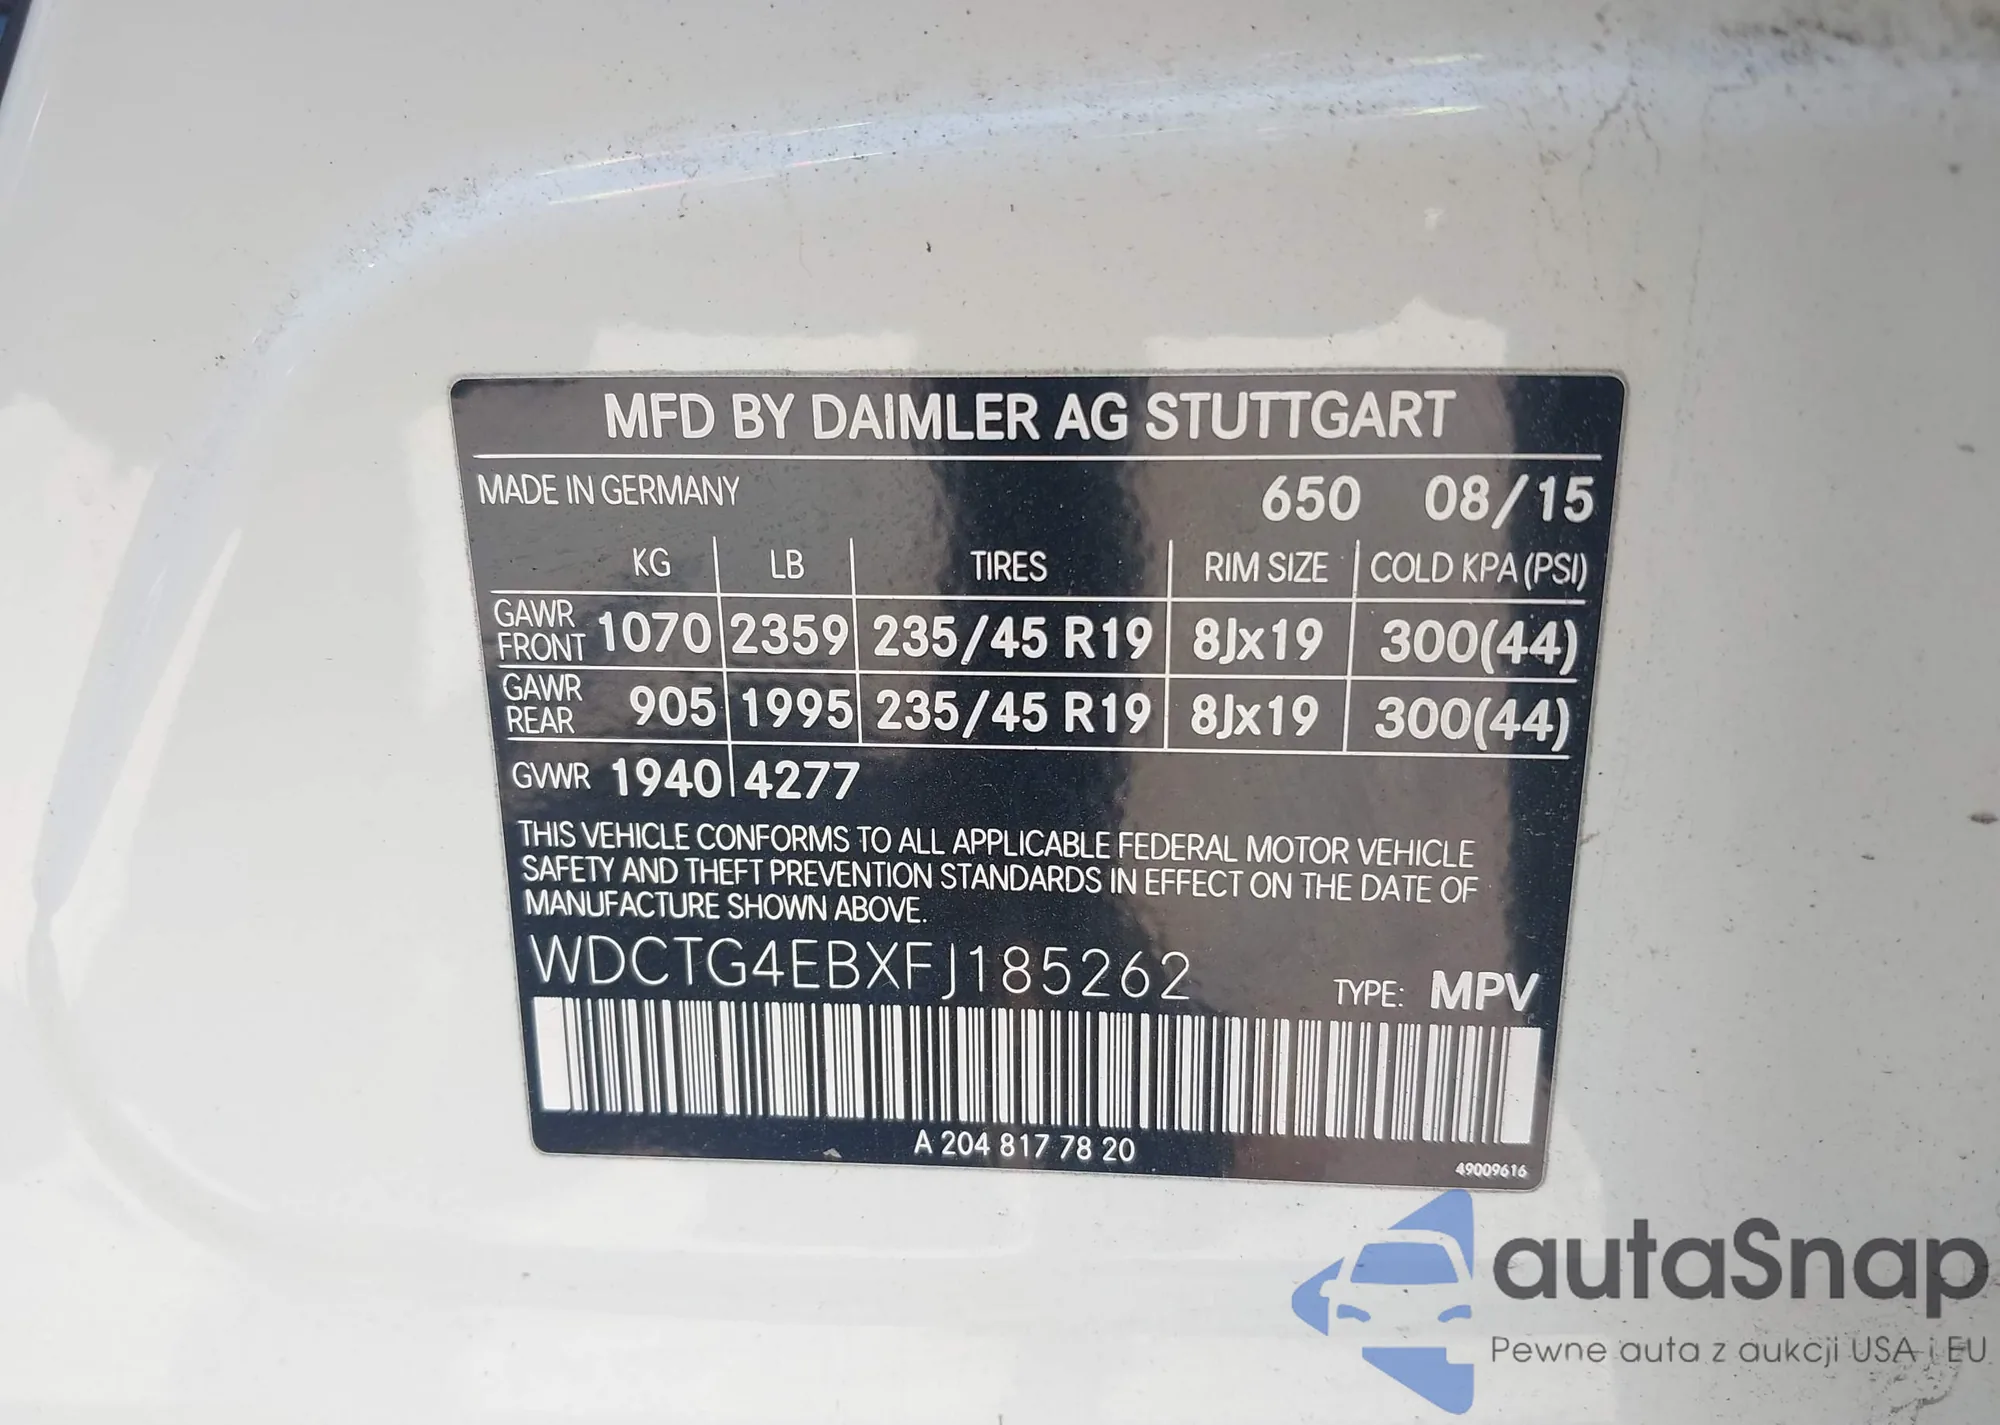 MFD BY DAIMLER AG STUTTGART
MADE IN GERMANY 650 08/15
KG LB TIRES RIM SIZE COLD KPA (PSI)
GAWR FRONT 1070 2359 235/45 R19 8Jx19 300(44)
GAWR REAR 905 1995 235/45 R19 8Jx19 300(44)
GVWR 1940 4277
THIS VEHICLE CONFORMS TO ALL APPLICABLE FEDERAL MOTOR VEHICLE
SAFETY AND THEFT PREVENTION STANDARDS IN EFFECT ON THE DATE OF
MANUFACTURE SHOWN ABOVE.
WDCTG4EBXFJ185262 TYPE: MPV
A 204 817 78 20
49009616
autaSnap
Pewne auta z aukcji USA i EU